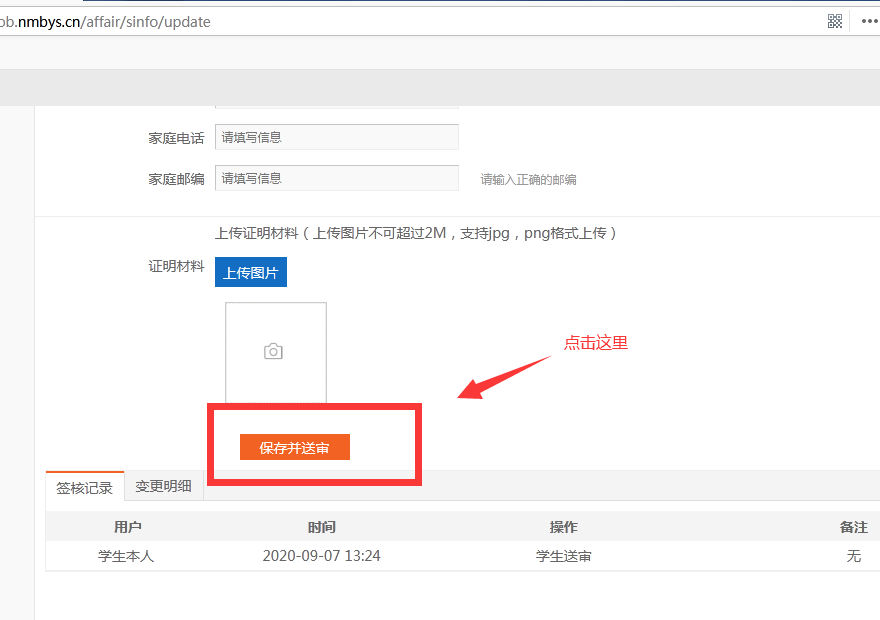 ob.nmbys.cn/affair/sinfo/update
家庭电话 请填写信息
家庭邮编 请填写信息 请输入正确的邮编
上传证明材料（上传图片不可超过2M，支持jpg，png格式上传）
证明材料 上传图片
点击这里
保存并送审
签核记录 变更明细
用户 时间 操作 备注
学生本人 2020-09-07 13:24 学生送审 无